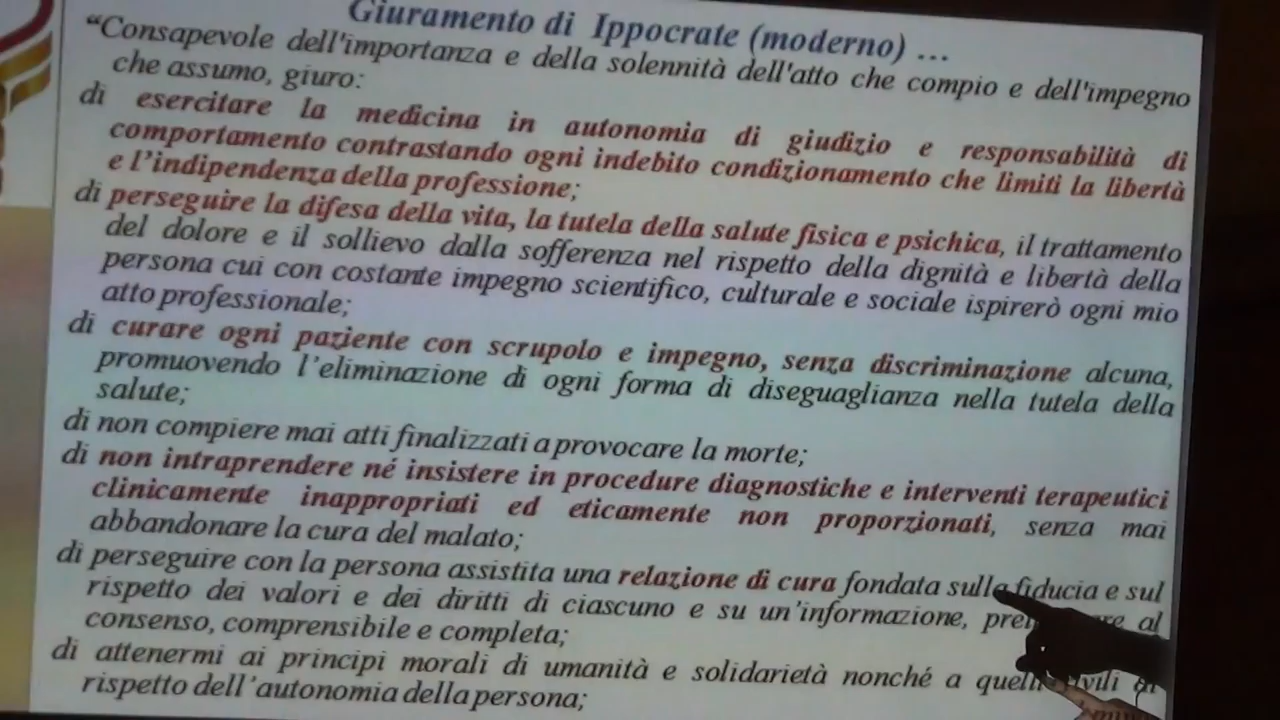 Giuramento di Ippocrate (moderno) ...
“Consapevole dell'importanza e della solennità dell'atto che compio e dell'impegno
che assumo, giuro:
di esercitare la medicina in autonomia di giudizio e responsabilità di
comportamento contrastando ogni indebito condizionamento che limiti la libertà
e l’indipendenza della professione;
di perseguire la difesa della vita, la tutela della salute fisica e psichica, il trattamento
del dolore e il sollievo dalla sofferenza nel rispetto della dignità e libertà della
persona cui con costante impegno scientifico, culturale e sociale ispirerò ogni mio
atto professionale;
di curare ogni paziente con scrupolo e impegno, senza discriminazione alcuna,
promuovendo l’eliminazione di ogni forma di diseguaglianza nella tutela della
salute;
di non compiere mai atti finalizzati a provocare la morte;
di non intraprendere né insistere in procedure diagnostiche e interventi terapeutici
clinicamente inappropriati ed eticamente non proporzionati, senza mai
abbandonare la cura del malato;
di perseguire con la persona assistita una relazione di cura fondata sulla fiducia e sul
rispetto dei valori e dei diritti di ciascuno e su un’informazione, al
consenso, comprensibile e completa;
di attenermi ai principi morali di umanità e solidarietà nonché a
rispetto dell’autonomia della persona;